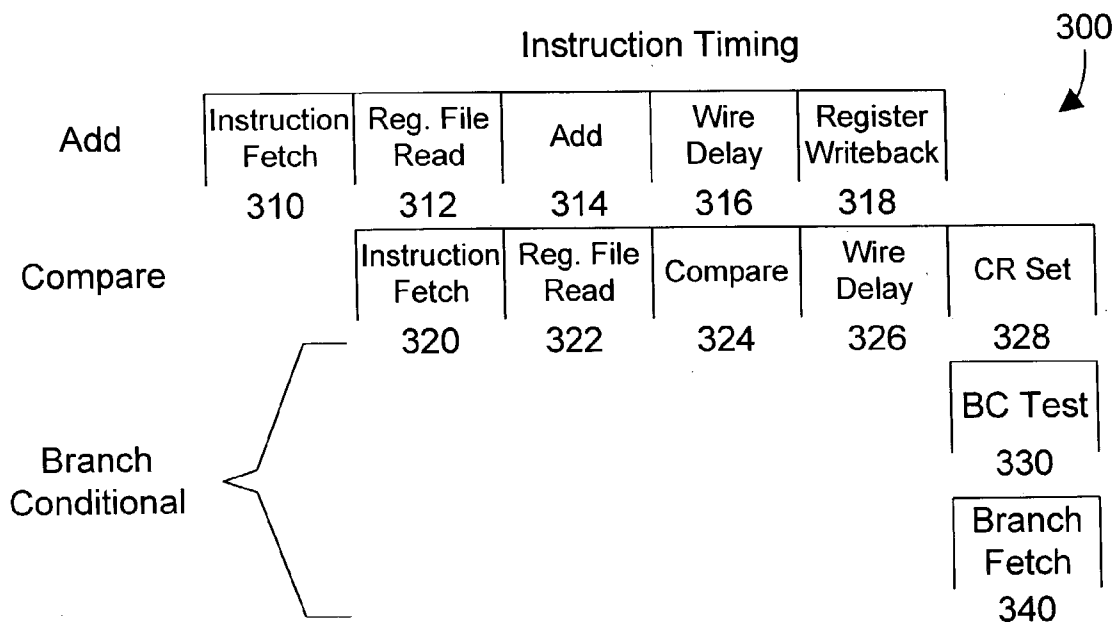 Instruction Timing
300
Add
Instruction Fetch
Reg. File Read
Add
Wire Delay
Register Writeback
310
312
314
316
318
Compare
Instruction Fetch
Reg. File Read
Compare
Wire Delay
CR Set
320
322
324
326
328
Branch Conditional
BC Test
330
Branch Fetch
340